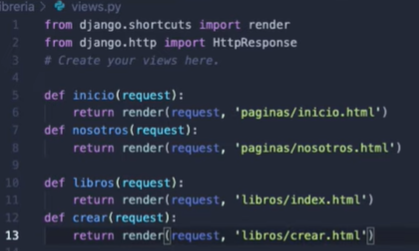 libreria > views.py
1 from django.shortcuts import render
2 from django.http import HttpResponse
3 # Create your views here.
4
5 def inicio(request):
6     return render(request, 'paginas/inicio.html')
7 def nosotros(request):
8     return render(request, 'paginas/nosotros.html')
9
10 def libros(request):
11     return render(request, 'libros/index.html')
12 def crear(request):
13     return render(request, 'libros/crear.html')